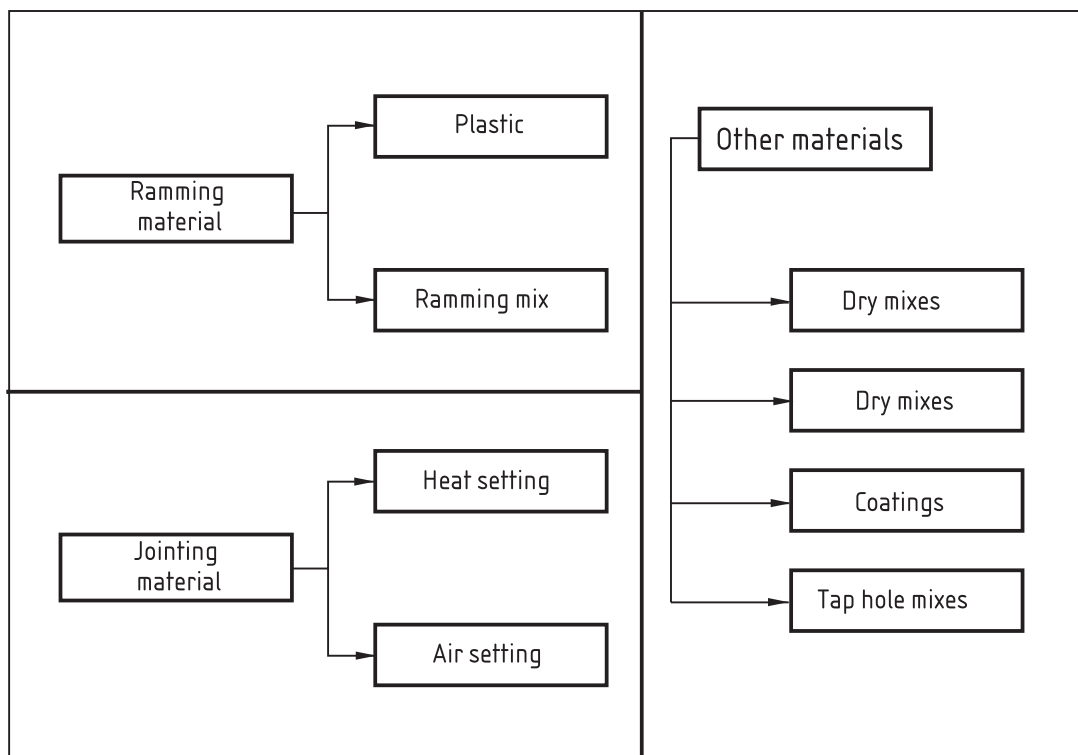 Plastic
Ramming
material
Ramming mix
Heat setting
Jointing
material
Air setting
Other materials
Dry mixes
Dry mixes
Coatings
Tap hole mixes